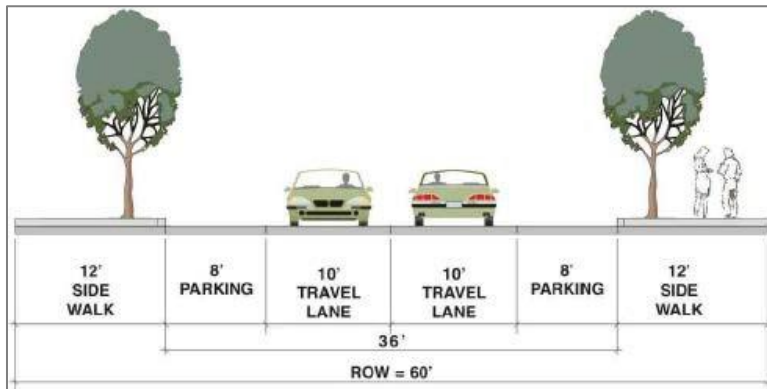 12'
SIDE
WALK
8'
PARKING
10'
TRAVEL
LANE
10'
TRAVEL
LANE
8'
PARKING
12'
SIDE
WALK
36'
ROW = 60'